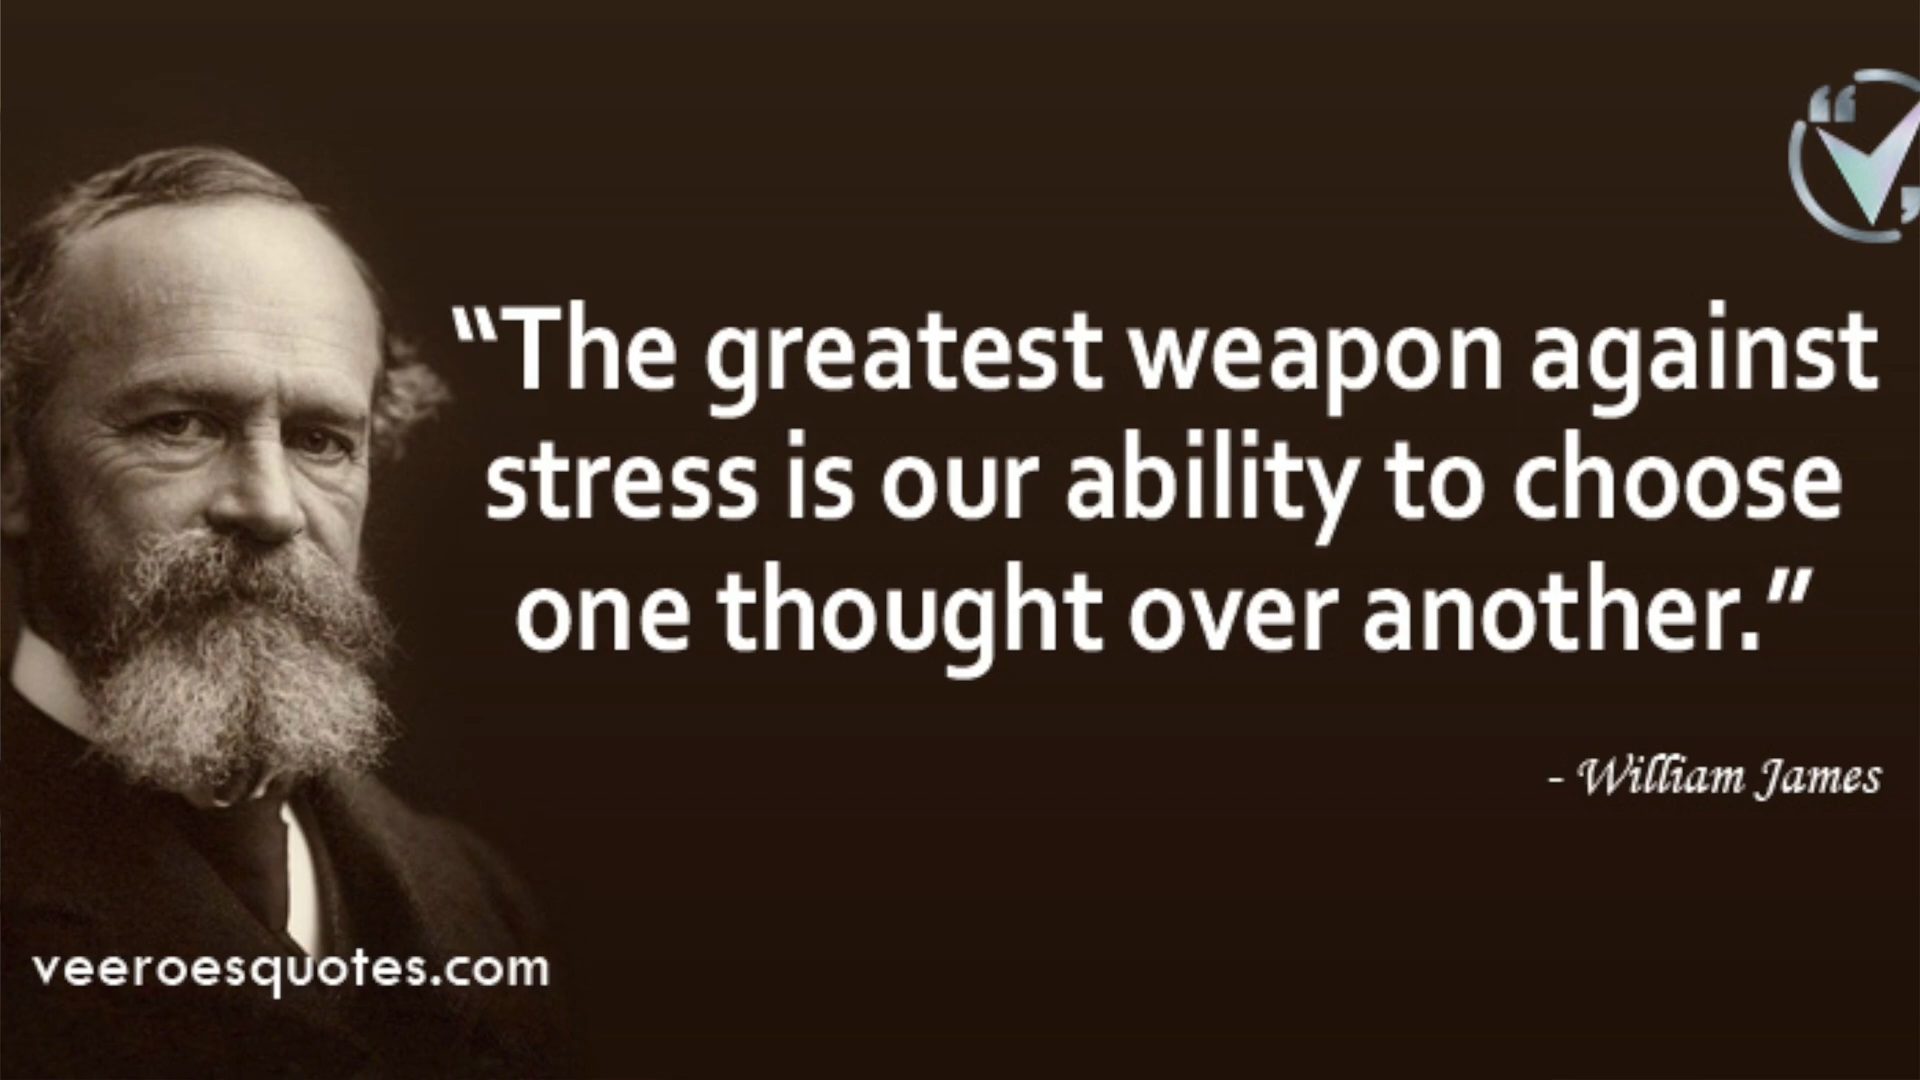 “The greatest weapon against
stress is our ability to choose
one thought over another.”
- William James
veeroesquotes.com